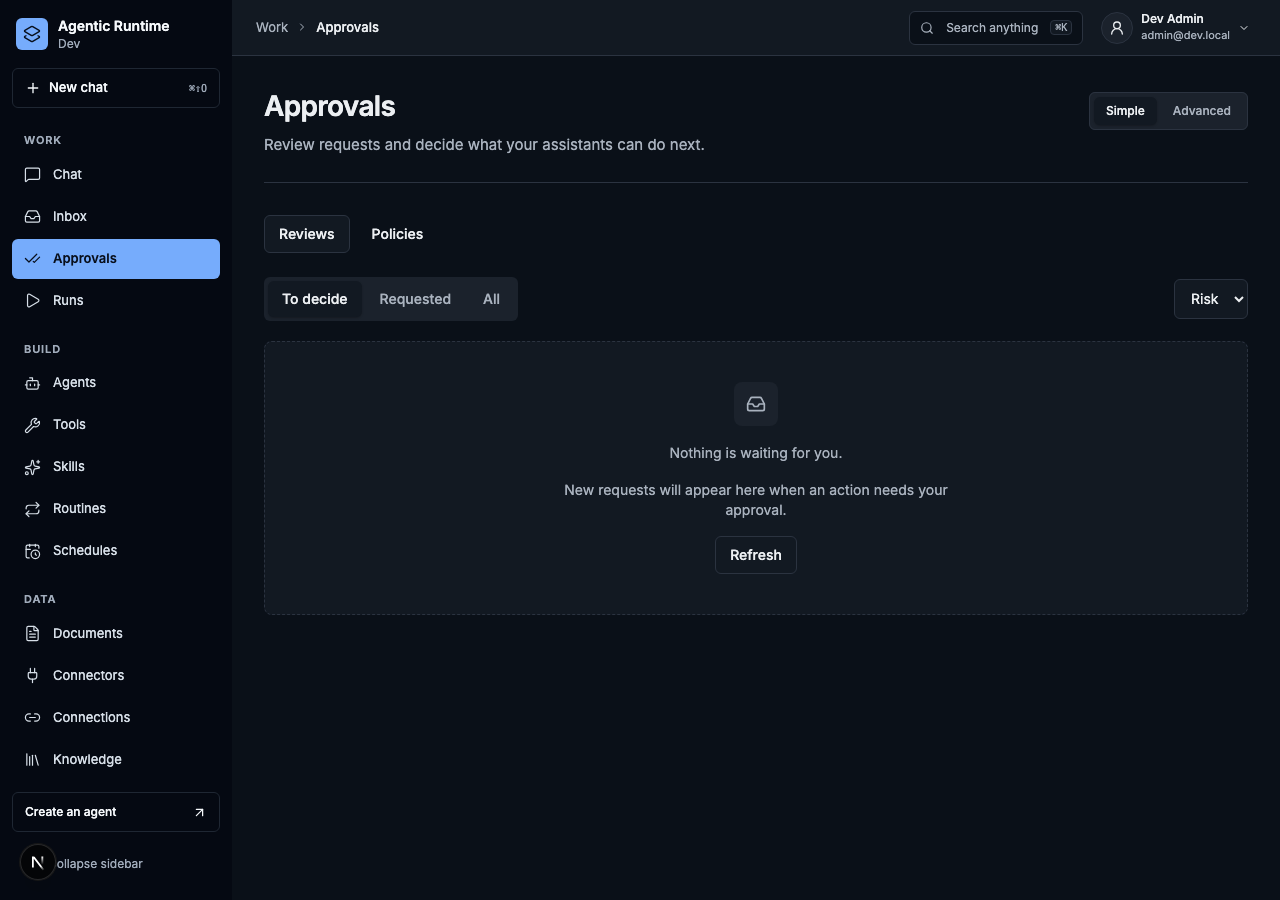 Agentic Runtime
Dev
New chat ⌘⇧O
WORK
Chat
Inbox
Approvals
Runs
BUILD
Agents
Tools
Skills
Routines
Schedules
DATA
Documents
Connectors
Connections
Knowledge
Create an agent
N
ollapse sidebar
Work > Approvals
Search anything ⌘K
Dev Admin
admin@dev.local
Approvals
Simple Advanced
Review requests and decide what your assistants can do next.
Reviews Policies
To decide Requested All
Risk
Nothing is waiting for you.
New requests will appear here when an action needs your
approval.
Refresh